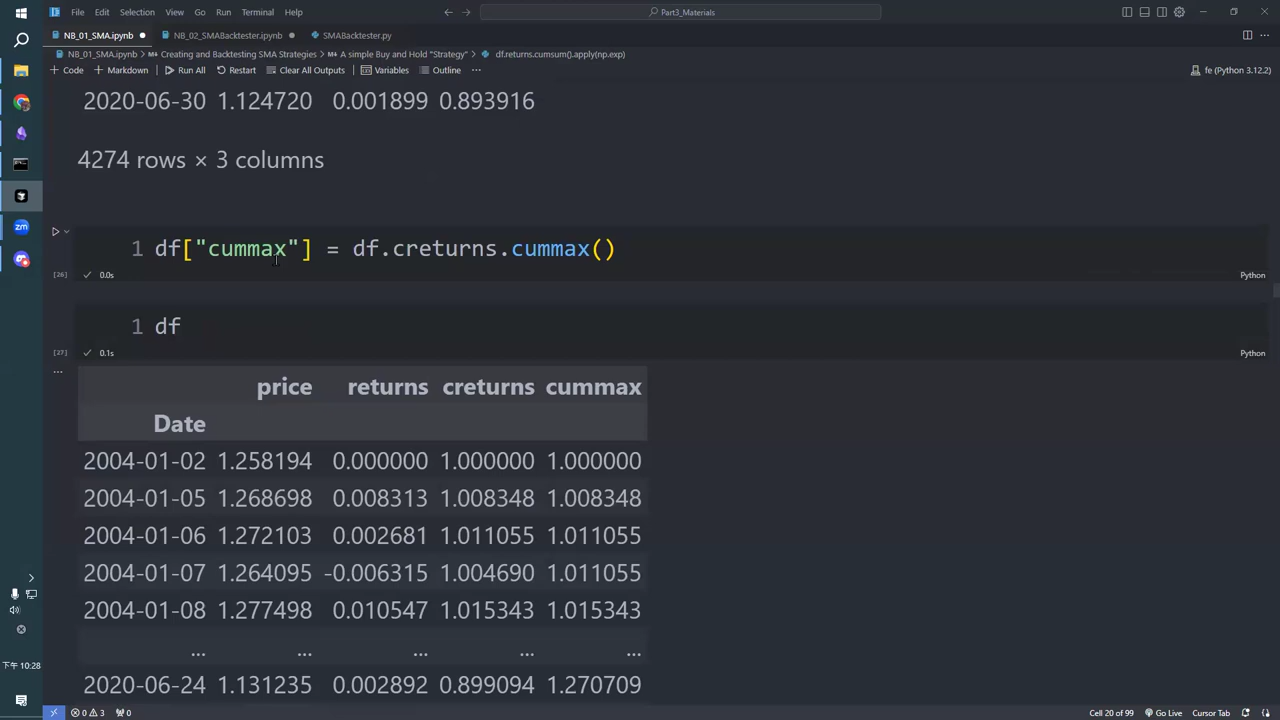 File Edit Selection View Go Run Terminal Help
Part3_Materials
NB_01_SMA.ipynb NB_02_SMABacktester.ipynb SMABacktester.py
NB_01_SMA.ipynb > Creating and Backtesting SMA Strategies > A simple Buy and Hold "Strategy" > df.returns.cumsum().apply(np.exp)
+ Code + Markdown Run All Restart Clear All Outputs Variables Outline ... fe (Python 3.12.2)
2020-06-30 1.124720 0.001899 0.893916
4274 rows × 3 columns
1 df["cummax"] = df.creturns.cummax()
[26] 0.0s Python
1 df
[27] 0.1s Python
...
price returns creturns cummax
Date
2004-01-02 1.258194 0.000000 1.000000 1.000000
2004-01-05 1.268698 0.008313 1.008348 1.008348
2004-01-06 1.272103 0.002681 1.011055 1.011055
2004-01-07 1.264095 -0.006315 1.004690 1.011055
2004-01-08 1.277498 0.010547 1.015343 1.015343
... ... ... ... ...
2020-06-24 1.131235 0.002892 0.899094 1.270709
zm
下午 10:28
0 3 0 Cell 20 of 99 Go Live Cursor Tab